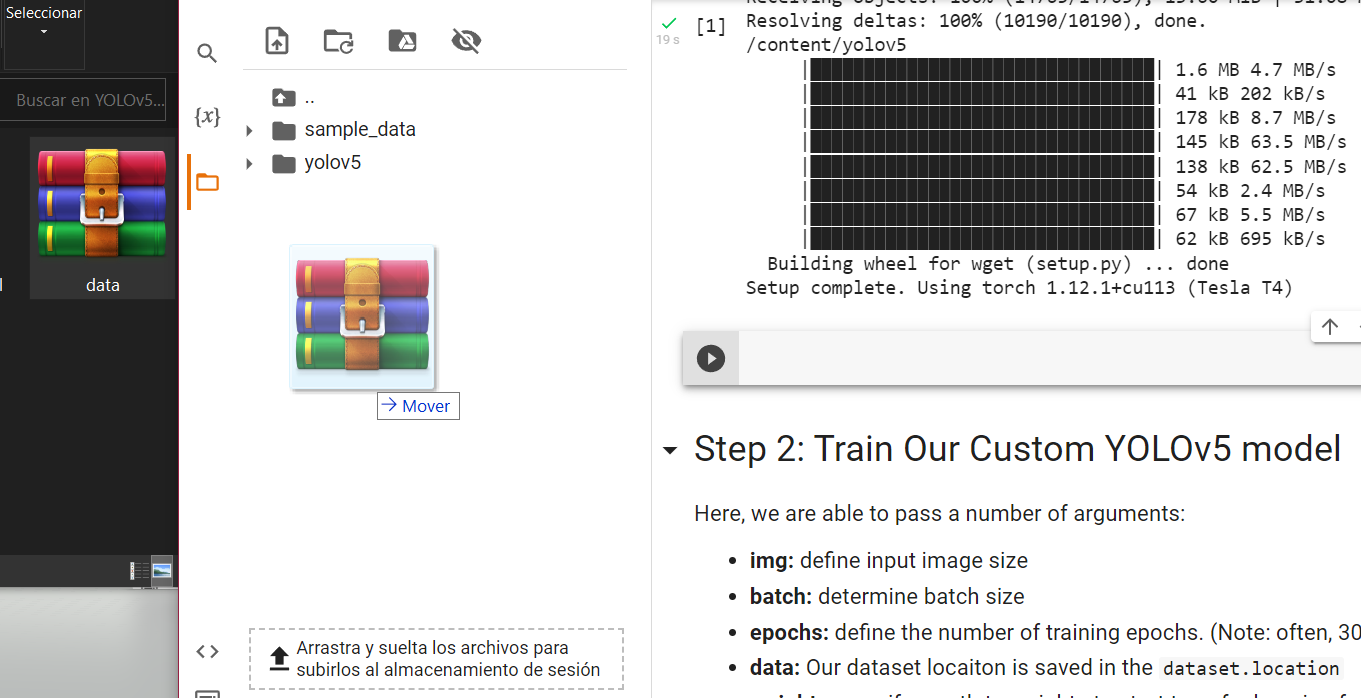 Seleccionar
Buscar en YOLOv5...
data
{x}
..
sample_data
yolov5
Mover
Arrastra y suelta los archivos para
subirlos al almacenamiento de sesión
19 s
[1]
Resolving deltas: 100% (10190/10190), done.
/content/yolov5
1.6 MB 4.7 MB/s
41 kB 202 kB/s
178 kB 8.7 MB/s
145 kB 63.5 MB/s
138 kB 62.5 MB/s
54 kB 2.4 MB/s
67 kB 5.5 MB/s
62 kB 695 kB/s
Building wheel for wget (setup.py) ... done
Setup complete. Using torch 1.12.1+cu113 (Tesla T4)
Step 2: Train Our Custom YOLOv5 model
Here, we are able to pass a number of arguments:
• img: define input image size
• batch: determine batch size
• epochs: define the number of training epochs. (Note: often, 30
• data: Our dataset locaiton is saved in the dataset.location